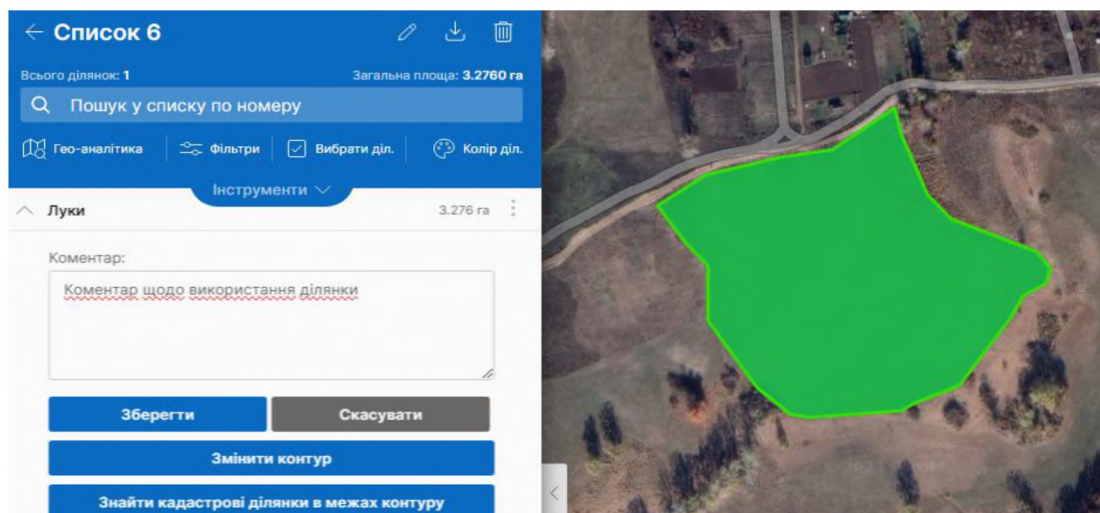 Список 6
Всього ділянок: 1 Загальна площа: 3.2760 га
Пошук у списку по номеру
Гео-аналітика Фільтри Вибрати діл. Колір діл.
Інструменти
Луки 3.276 га
Коментар:
Коментар щодо використання ділянки
Зберегти Скасувати
Змінити контур
Знайти кадастрові ділянки в межах контуру